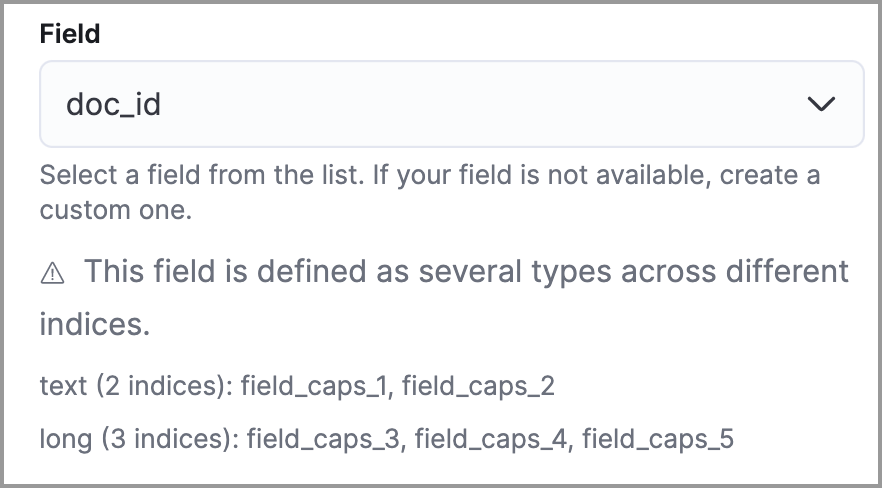 Field
doc_id
Select a field from the list. If your field is not available, create a
custom one.
This field is defined as several types across different
indices.
text (2 indices): field_caps_1, field_caps_2
long (3 indices): field_caps_3, field_caps_4, field_caps_5